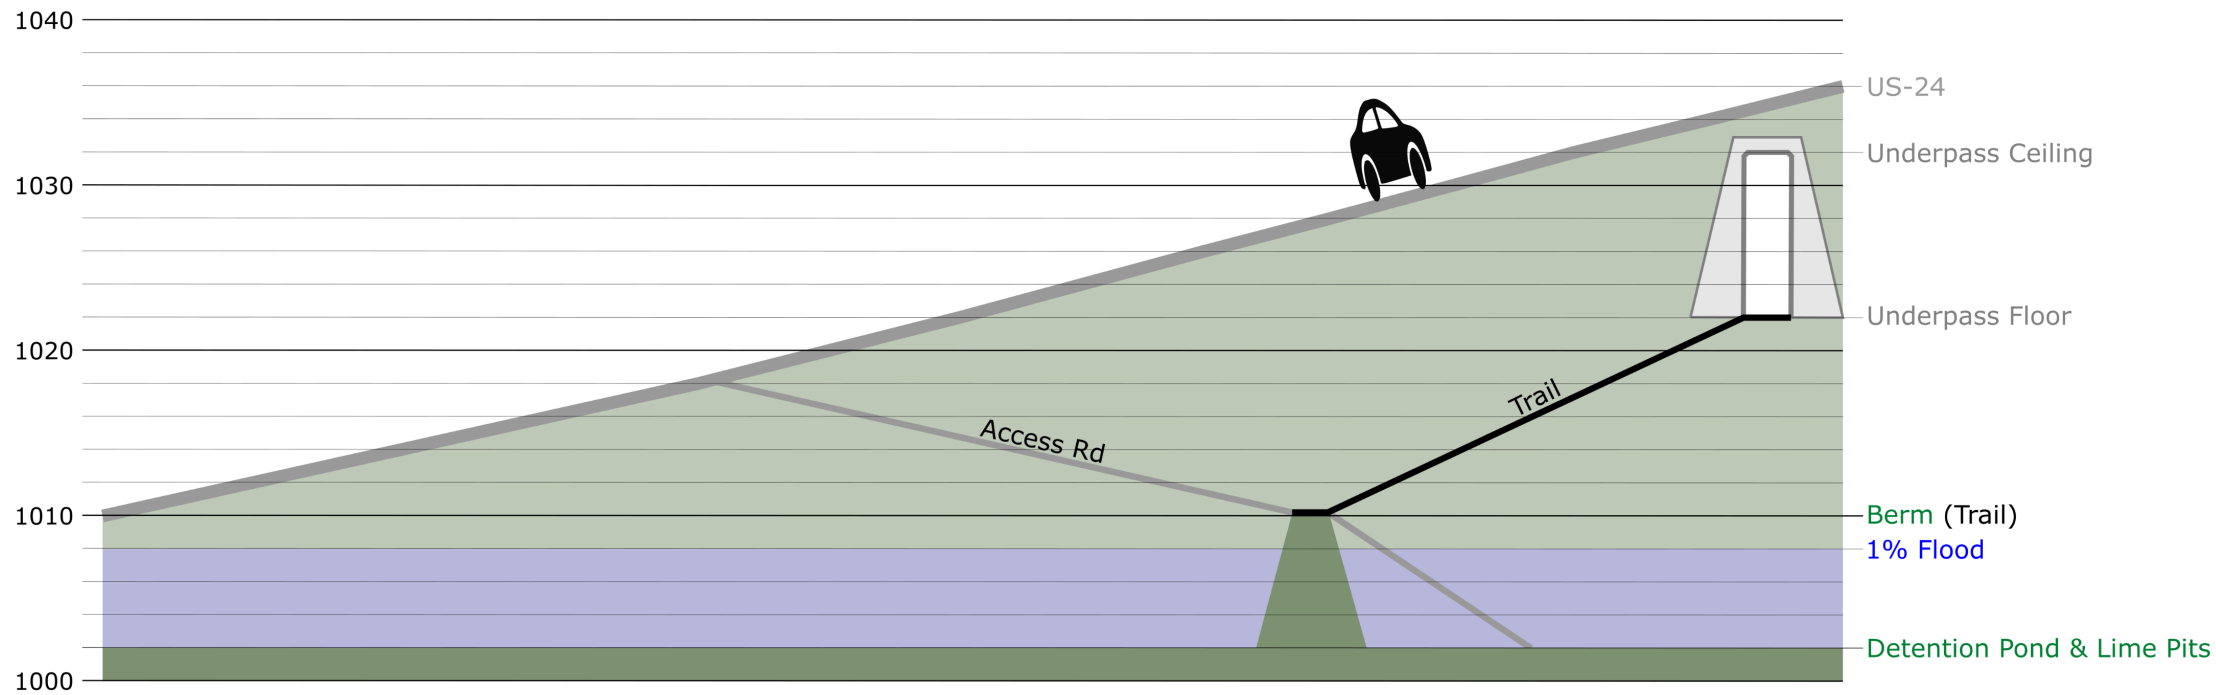 1040
US-24
Underpass Ceiling
1030
Underpass Floor
1020
Trail
Access Rd
1010
Berm (Trail)
1% Flood
Detention Pond & Lime Pits
1000